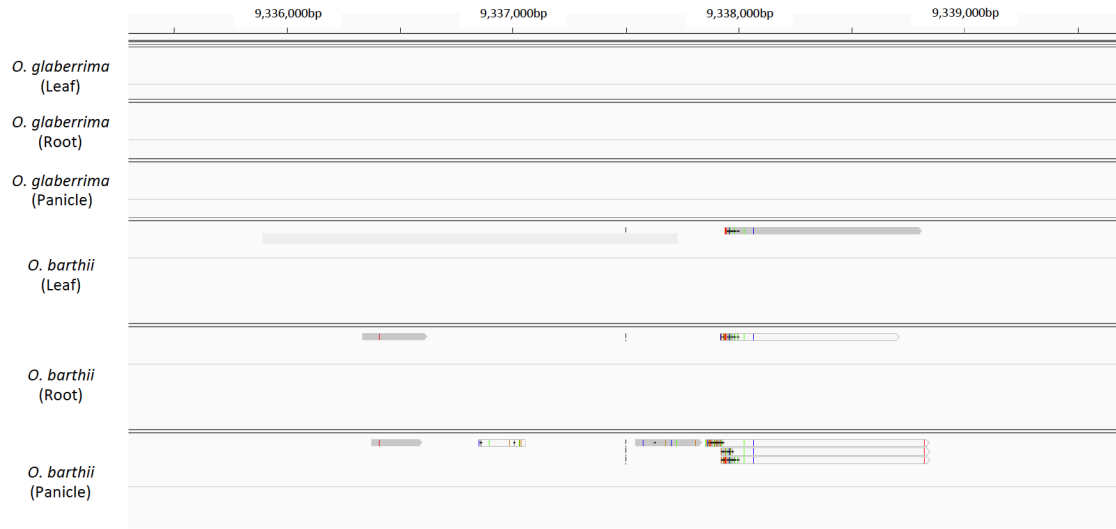 9,336,000bp 9,337,000bp 9,338,000bp 9,339,000bp
O. glaberrima
(Leaf)
O. glaberrima
(Root)
O. glaberrima
(Panicle)
O. barthii
(Leaf)
O. barthii
(Root)
O. barthii
(Panicle)